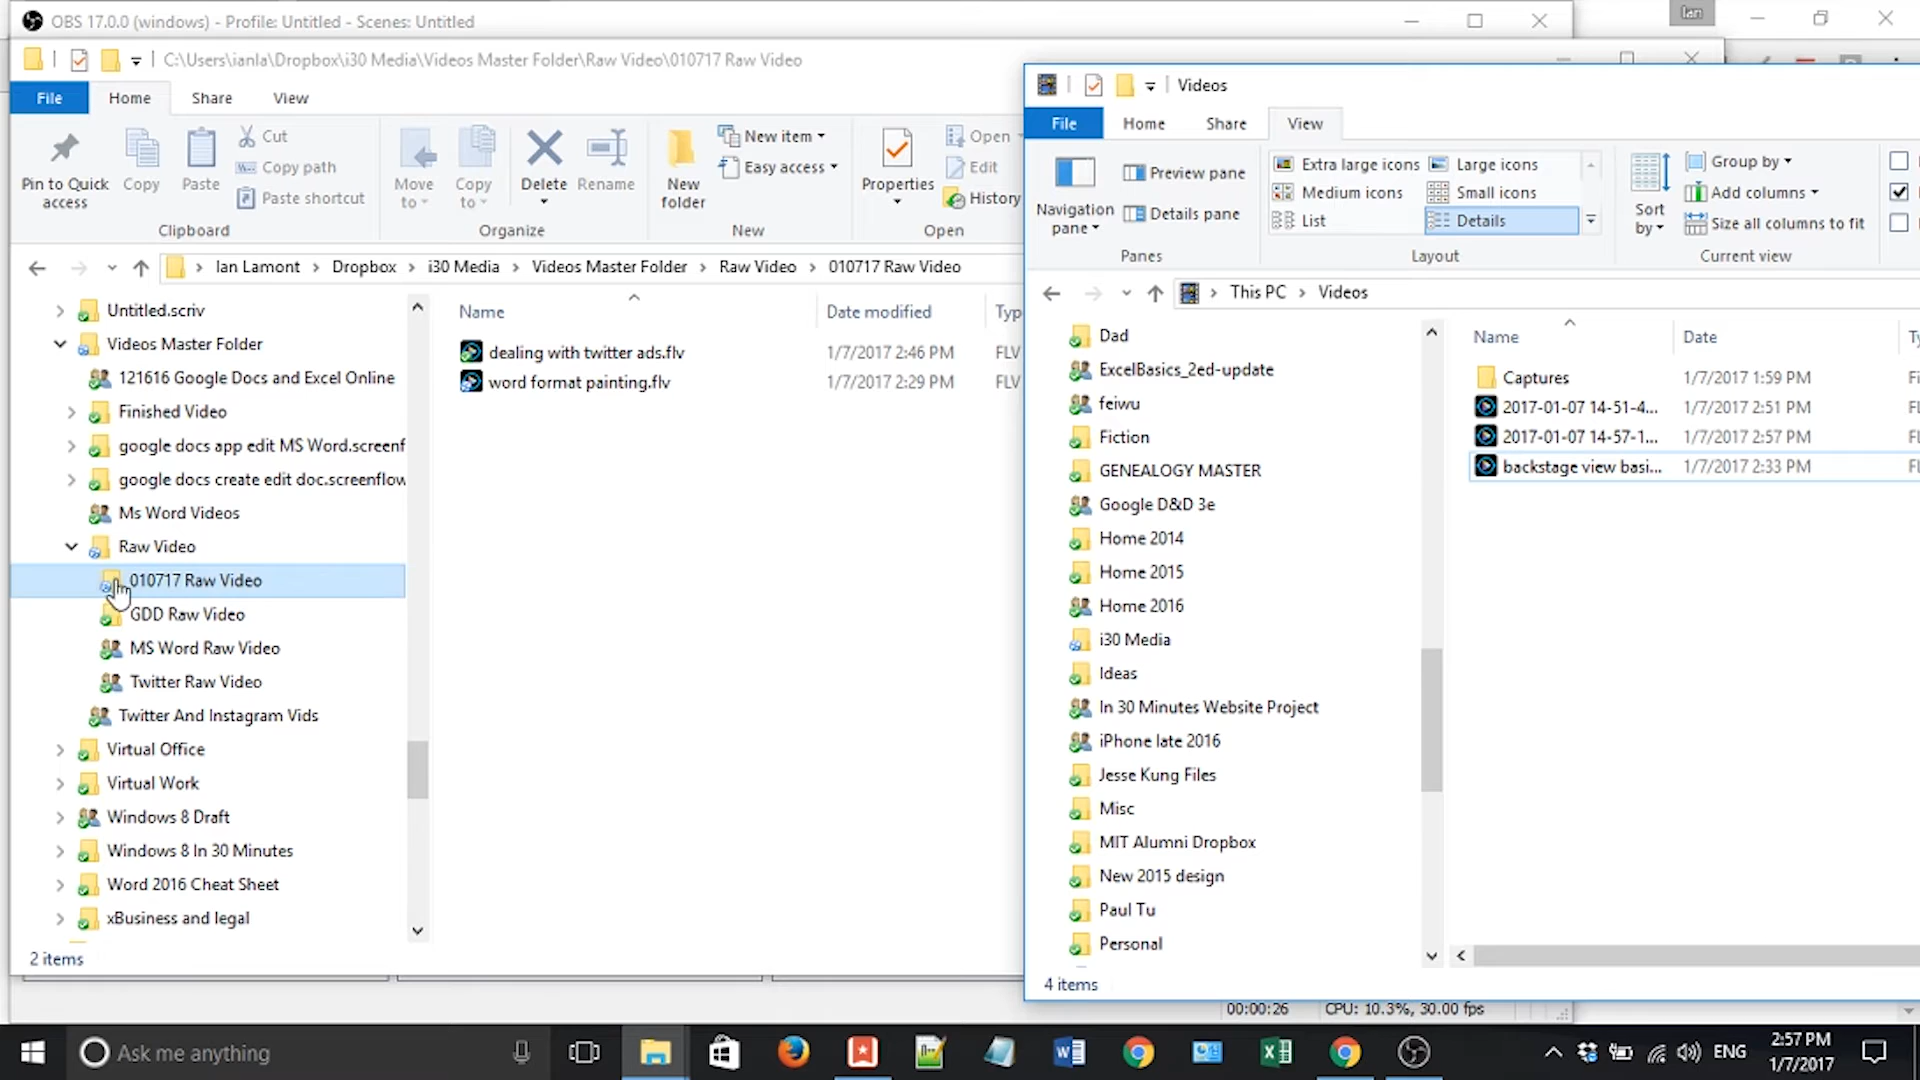 OBS 17.0.0 (windows) - Profile: Untitled - Scenes: Untitled
Ian
C:\Users\ianla\Dropbox\i30 Media\Videos Master Folder\Raw Video\010717 Raw Video
File Home Share View
Pin to Quick access
Copy
Paste
Cut
Copy path
Paste shortcut
Clipboard
Move to
Copy to
Delete
Rename
Organize
New folder
New item
Easy access
New
Properties
Open
Edit
History
Open
Ian Lamont > Dropbox > i30 Media > Videos Master Folder > Raw Video > 010717 Raw Video
Untitled.scriv
Videos Master Folder
121616 Google Docs and Excel Online
Finished Video
google docs app edit MS Word.screenf
google docs create edit doc.screenflow
Ms Word Videos
Raw Video
010717 Raw Video
GDD Raw Video
MS Word Raw Video
Twitter Raw Video
Twitter And Instagram Vids
Virtual Office
Virtual Work
Windows 8 Draft
Windows 8 In 30 Minutes
Word 2016 Cheat Sheet
xBusiness and legal
Name Date modified Typ
dealing with twitter ads.flv 1/7/2017 2:46 PM FLV
word format painting.flv 1/7/2017 2:29 PM FLV
2 items
Videos
File Home Share View
Navigation pane
Preview pane
Details pane
Panes
Extra large icons Large icons
Medium icons Small icons
List Details
Layout
Sort by
Group by
Add columns
Size all columns to fit
Current view
This PC > Videos
Dad
ExcelBasics_2ed-update
feiwu
Fiction
GENEALOGY MASTER
Google D&D 3e
Home 2014
Home 2015
Home 2016
i30 Media
Ideas
In 30 Minutes Website Project
iPhone late 2016
Jesse Kung Files
Misc
MIT Alumni Dropbox
New 2015 design
Paul Tu
Personal
Name Date Ty
Captures 1/7/2017 1:59 PM Fi
2017-01-07 14-51-4... 1/7/2017 2:51 PM FL
2017-01-07 14-57-1... 1/7/2017 2:57 PM FL
backstage view basi... 1/7/2017 2:33 PM FL
4 items
00:00:26 CPU: 10.3%, 30.00 fps
Ask me anything
ENG
2:57 PM
1/7/2017